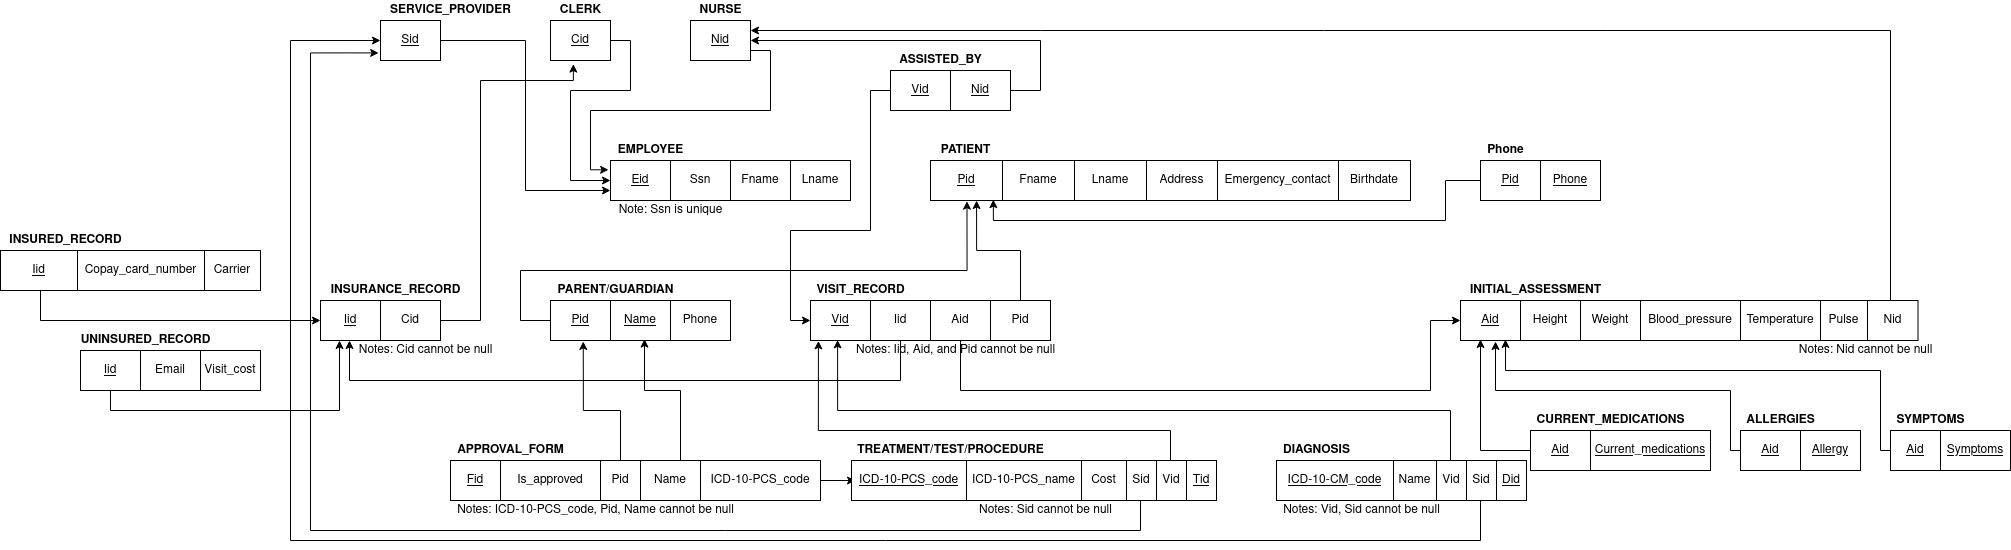 SERVICE_PROVIDER
Sid
CLERK
Cid
NURSE
Nid
ASSISTED_BY
Vid Nid
EMPLOYEE
Eid Ssn Fname Lname
Note: Ssn is unique
PATIENT
Pid Fname Lname Address Emergency_contact Birthdate
Phone
Pid Phone
INSURED_RECORD
Iid Copay_card_number Carrier
INSURANCE_RECORD
Iid Cid
Notes: Cid cannot be null
PARENT/GUARDIAN
Pid Name Phone
VISIT_RECORD
Vid Iid Aid Pid
Notes: Iid, Aid, and Pid cannot be null
INITIAL_ASSESSMENT
Aid Height Weight Blood_pressure Temperature Pulse Nid
Notes: Nid cannot be null
UNINSURED_RECORD
Iid Email Visit_cost
APPROVAL_FORM
Fid Is_approved Pid Name ICD-10-PCS_code
Notes: ICD-10-PCS_code, Pid, Name cannot be null
TREATMENT/TEST/PROCEDURE
ICD-10-PCS_code ICD-10-PCS_name Cost Sid Vid Tid
Notes: Sid cannot be null
DIAGNOSIS
ICD-10-CM_code Name Vid Sid Did
Notes: Vid, Sid cannot be null
CURRENT_MEDICATIONS
Aid Current_medications
ALLERGIES
Aid Allergy
SYMPTOMS
Aid Symptoms